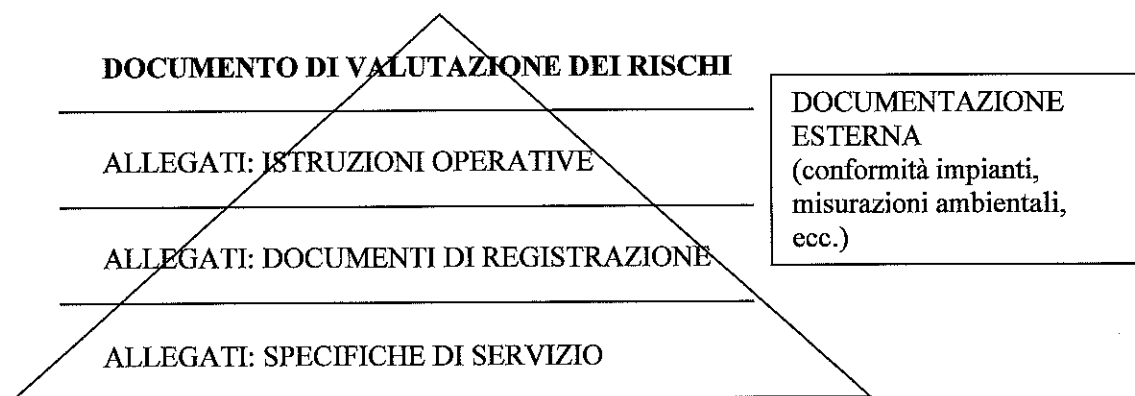 DOCUMENTO DI VALUTAZIONE DEI RISCHI
ALLEGATI: ISTRUZIONI OPERATIVE
ALLEGATI: DOCUMENTI DI REGISTRAZIONE
ALLEGATI: SPECIFICHE DI SERVIZIO
DOCUMENTAZIONE
ESTERNA
(conformità impianti,
misurazioni ambientali,
ecc.)